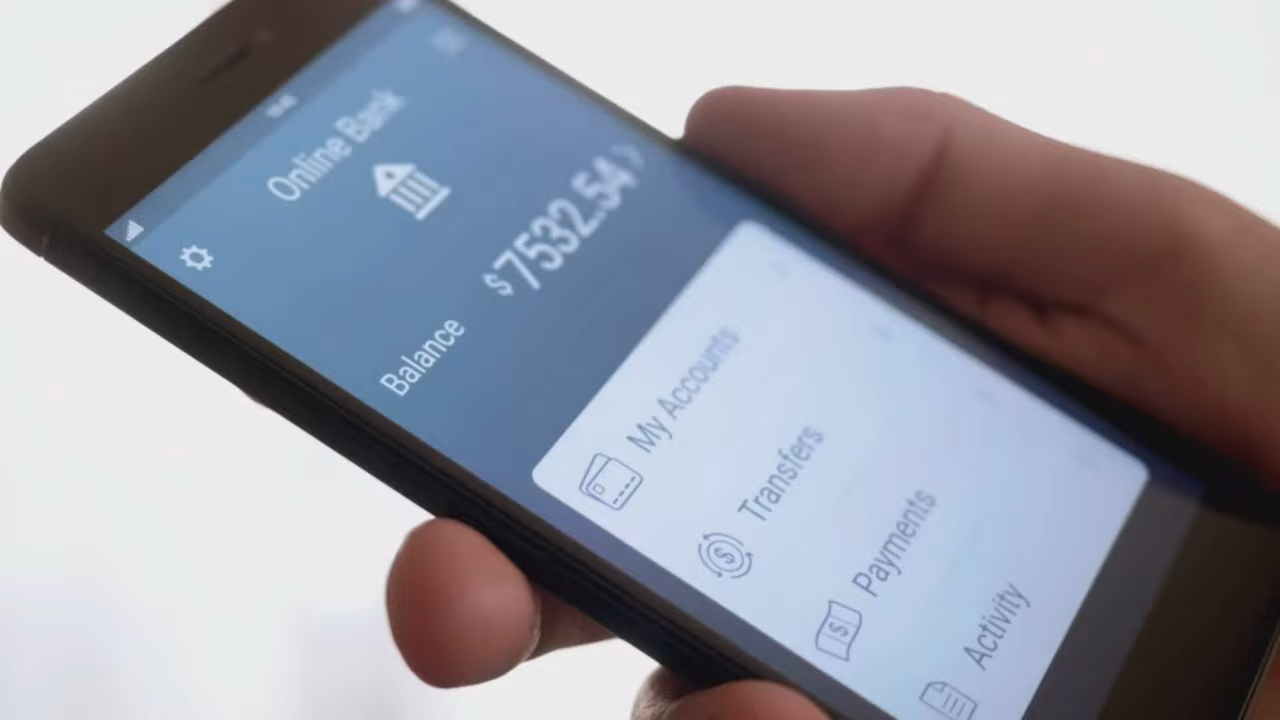 Online Bank
Balance
$7532.54
My Accounts
Transfers
Payments
Activity